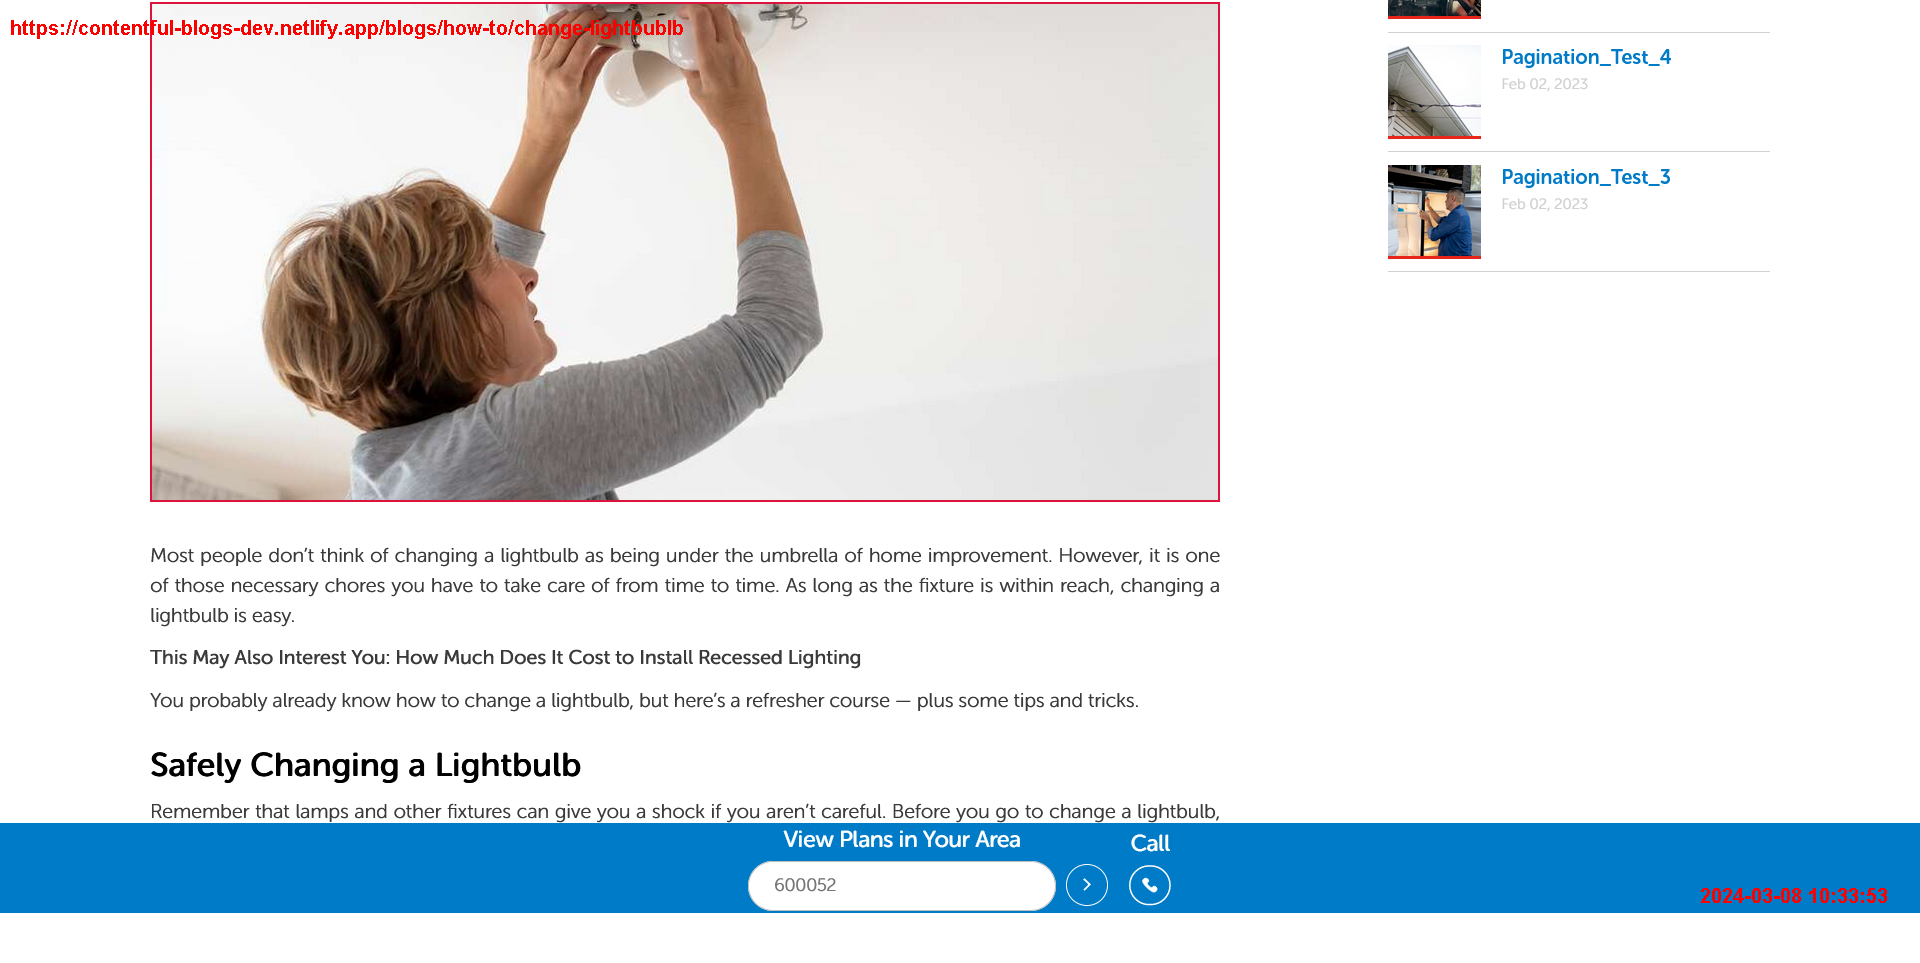 https://contentful-blogs-dev.netlify.app/blogs/how-to/change-lightbublb
Pagination_Test_4
Feb 02, 2023
Pagination_Test_3
Feb 02, 2023
Most people don’t think of changing a lightbulb as being under the umbrella of home improvement. However, it is one
of those necessary chores you have to take care of from time to time. As long as the fixture is within reach, changing a
lightbulb is easy.
This May Also Interest You: How Much Does It Cost to Install Recessed Lighting
You probably already know how to change a lightbulb, but here’s a refresher course — plus some tips and tricks.
Safely Changing a Lightbulb
Remember that lamps and other fixtures can give you a shock if you aren’t careful. Before you go to change a lightbulb,
View Plans in Your Area
Call
600052
2024-03-08 10:33:53